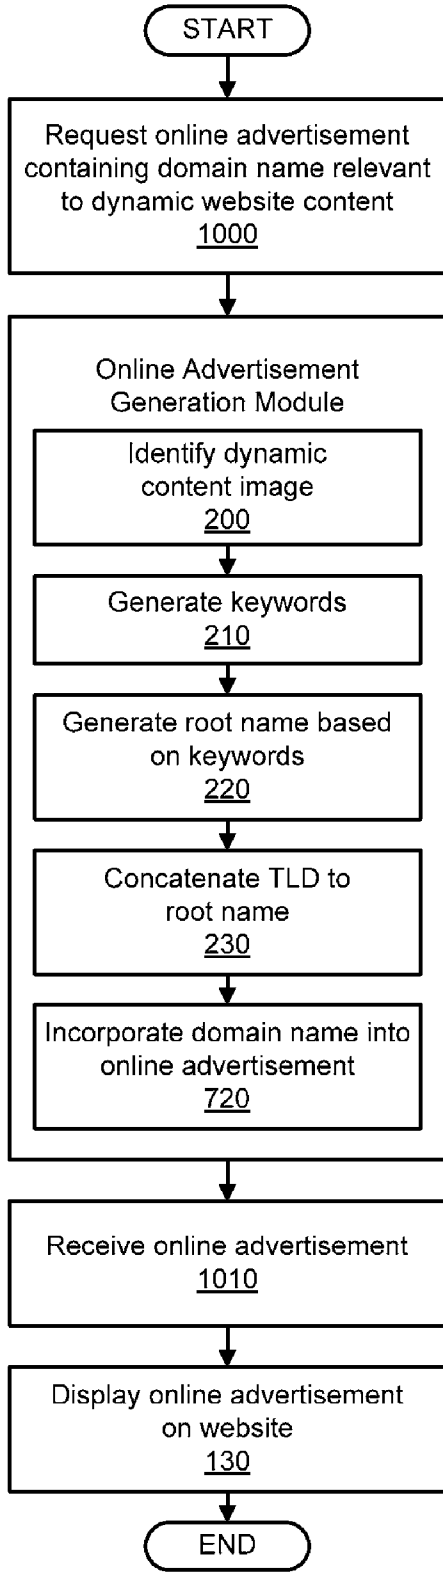 START
Request online advertisement
containing domain name relevant
to dynamic website content
1000
Online Advertisement
Generation Module
Identify dynamic
content image
200
Generate keywords
210
Generate root name based
on keywords
220
Concatenate TLD to
root name
230
Incorporate domain name into
online advertisement
720
Receive online advertisement
1010
Display online advertisement
on website
130
END